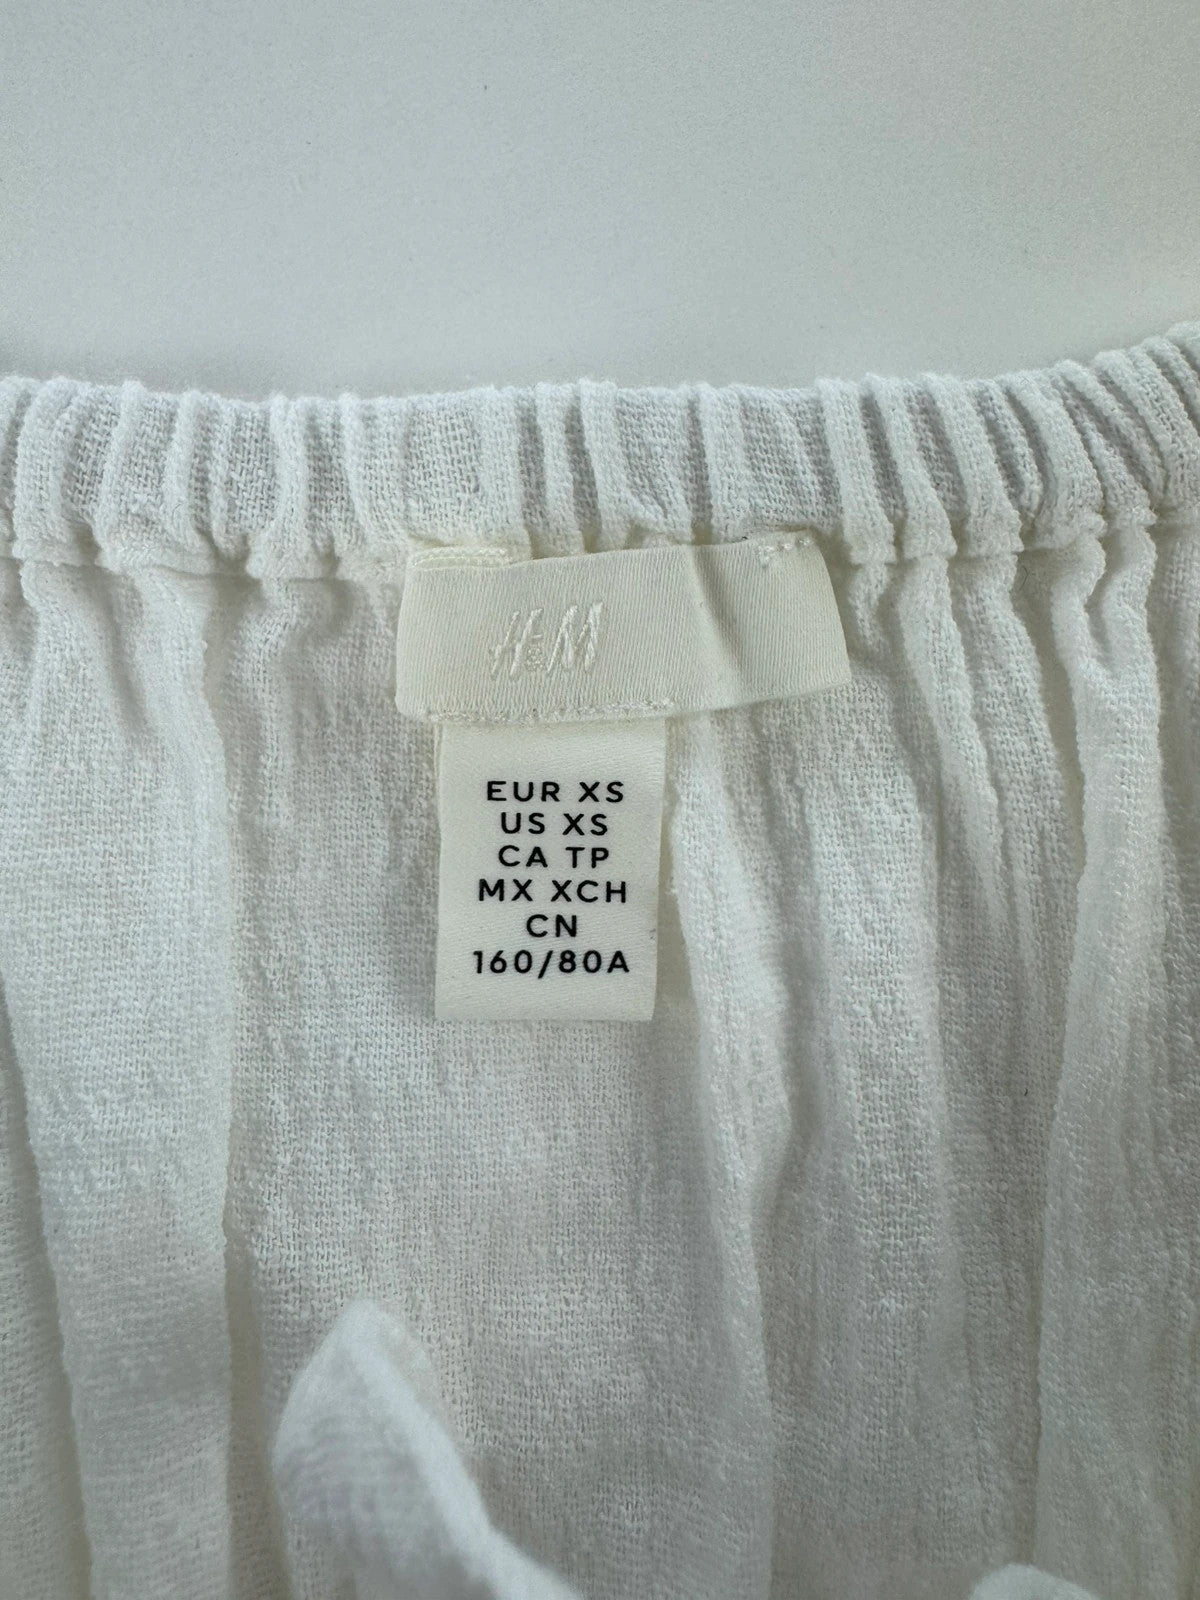 H&M
EUR XS
US XS
CA TP
MX XCH
CN
160/80A